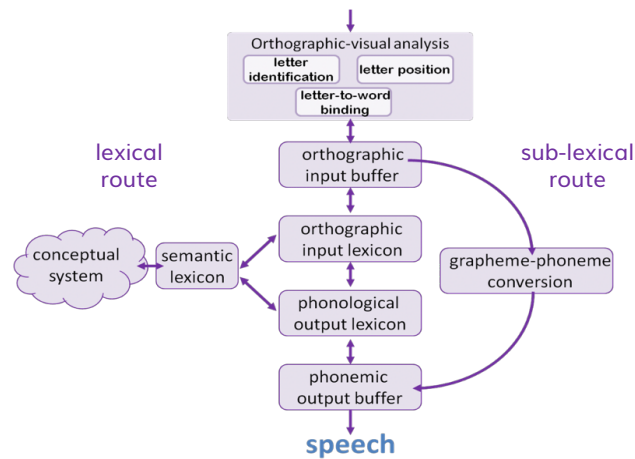 Orthographic-visual analysis
letter
identification
letter position
letter-to-word
binding
lexical
route
orthographic
input buffer
sub-lexical
route
conceptual
system
semantic
lexicon
orthographic
input lexicon
grapheme-phoneme
conversion
phonological
output lexicon
phonemic
output buffer
speech